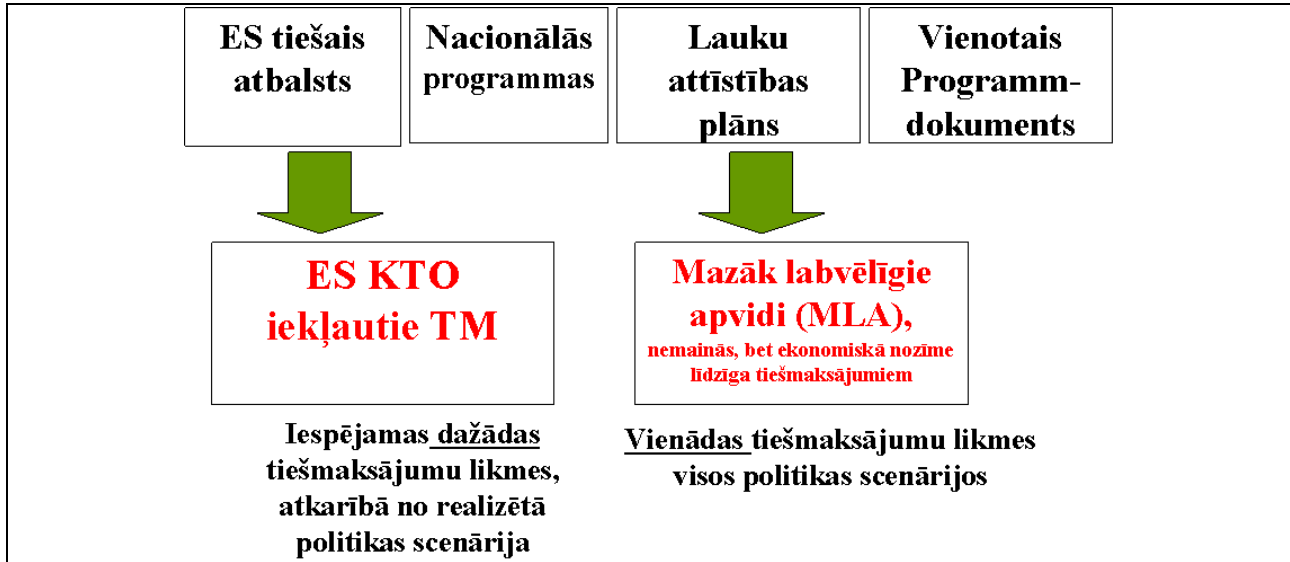 ES tiešais
atbalsts
Nacionālās
programmas
Lauku
attīstības
plāns
Vienotais
Programm-
dokuments
ES KTO
iekļautie TM
Mazāk labvēlīgie
apvidi (MLA),
nemainās, bet ekonomiskā nozīme
līdzīga tiešmaksājumiem
Iespējamas dažādas
tiešmaksājumu likmes,
atkarībā no realizētā
politikas scenārija
Vienādas tiešmaksājumu likmes
visos politikas scenārijos